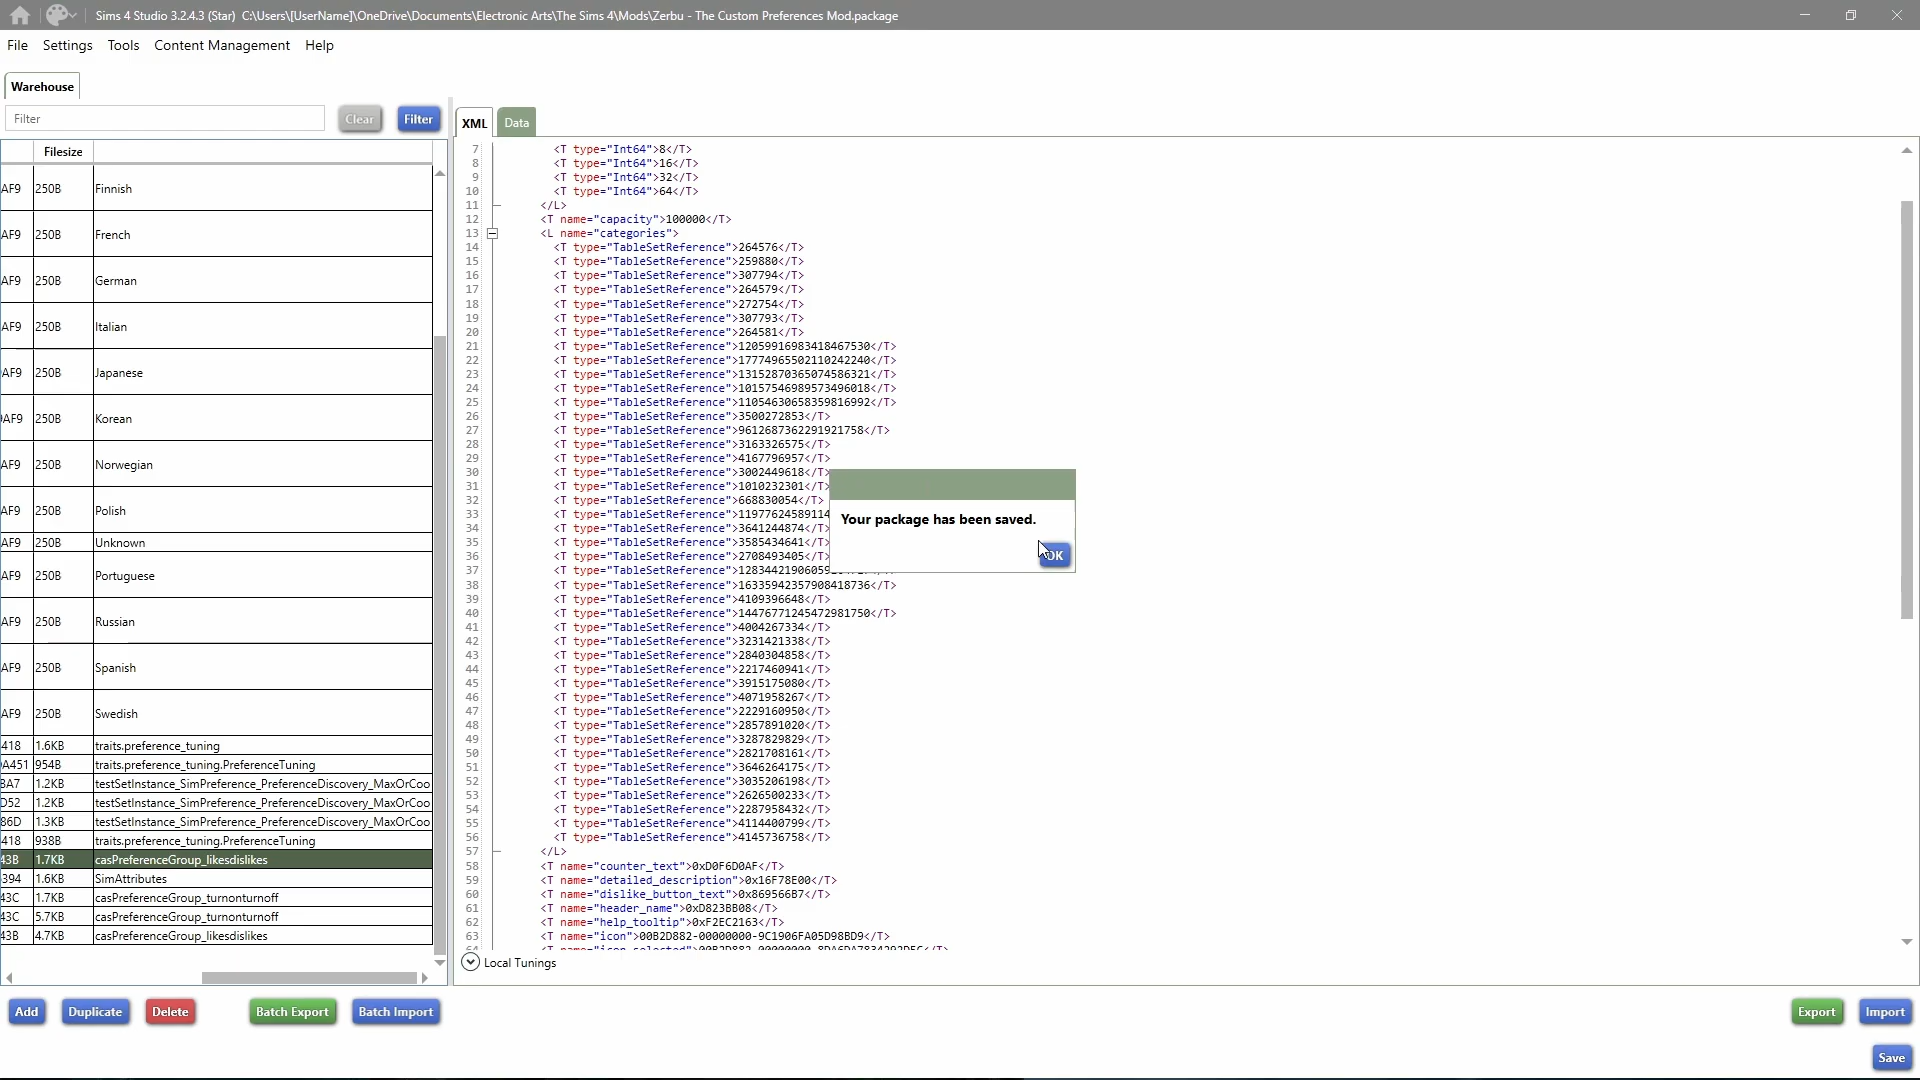 Sims 4 Studio 3.2.4.3 (Star) C:\Users\[UserName]\OneDrive\Documents\Electronic Arts\The Sims 4\Mods\Zerbu - The Custom Preferences Mod.package
File Settings Tools Content Management Help
Warehouse
Filter Clear Filter
Filesize
AF9 250B Finnish
AF9 250B French
AF9 250B German
AF9 250B Italian
AF9 250B Japanese
AF9 250B Korean
AF9 250B Norwegian
AF9 250B Polish
AF9 250B Unknown
AF9 250B Portuguese
AF9 250B Russian
AF9 250B Spanish
AF9 250B Swedish
418 1.6KB traits.preference_tuning
A451 954B traits.preference_tuning.PreferenceTuning
BA7 1.2KB testSetInstance_SimPreference_PreferenceDiscovery_MaxOrCoo
D52 1.2KB testSetInstance_SimPreference_PreferenceDiscovery_MaxOrCoo
86D 1.3KB testSetInstance_SimPreference_PreferenceDiscovery_MaxOrCoo
418 938B traits.preference_tuning.PreferenceTuning
43B 1.7KB casPreferenceGroup_likesdislikes
394 1.6KB SimAttributes
43C 1.7KB casPreferenceGroup_turnonturnoff
43C 5.7KB casPreferenceGroup_turnonturnoff
43B 4.7KB casPreferenceGroup_likesdislikes
Add Duplicate Delete Batch Export Batch Import
XML Data
7 <T type="Int64">8</T>
8 <T type="Int64">16</T>
9 <T type="Int64">32</T>
10 <T type="Int64">64</T>
11 </L>
12 <T name="capacity">100000</T>
13 <L name="categories">
14 <T type="TableSetReference">264576</T>
15 <T type="TableSetReference">259880</T>
16 <T type="TableSetReference">307794</T>
17 <T type="TableSetReference">264579</T>
18 <T type="TableSetReference">272754</T>
19 <T type="TableSetReference">307793</T>
20 <T type="TableSetReference">264581</T>
21 <T type="TableSetReference">12059916983418467530</T>
22 <T type="TableSetReference">17774965502110242240</T>
23 <T type="TableSetReference">13152870365074586321</T>
24 <T type="TableSetReference">10157546989573496018</T>
25 <T type="TableSetReference">11054630658359816992</T>
26 <T type="TableSetReference">3500272853</T>
27 <T type="TableSetReference">9612687362291921758</T>
28 <T type="TableSetReference">3163326575</T>
29 <T type="TableSetReference">4167796957</T>
30 <T type="TableSetReference">3002449618</T>
31 <T type="TableSetReference">1010232301</T>
32 <T type="TableSetReference">668830054</T>
33 <T type="TableSetReference">11977624589114
34 <T type="TableSetReference">3641244874</T>
35 <T type="TableSetReference">3585434641</T>
36 <T type="TableSetReference">2708493405</T>
37 <T type="TableSetReference">
38 <T type="TableSetReference">16335942357908418736</T>
39 <T type="TableSetReference">4109396648</T>
40 <T type="TableSetReference">14476771245472981750</T>
41 <T type="TableSetReference">4004267334</T>
42 <T type="TableSetReference">3231421338</T>
43 <T type="TableSetReference">2840304858</T>
44 <T type="TableSetReference">2217460941</T>
45 <T type="TableSetReference">3915175080</T>
46 <T type="TableSetReference">4071958267</T>
47 <T type="TableSetReference">2229160950</T>
48 <T type="TableSetReference">2857891020</T>
49 <T type="TableSetReference">3287829829</T>
50 <T type="TableSetReference">2821708161</T>
51 <T type="TableSetReference">3646264175</T>
52 <T type="TableSetReference">3035206198</T>
53 <T type="TableSetReference">2626500233</T>
54 <T type="TableSetReference">2287958432</T>
55 <T type="TableSetReference">4114400799</T>
56 <T type="TableSetReference">4145736758</T>
57 </L>
58 <T name="counter_text">0xD0F6D0AF</T>
59 <T name="detailed_description">0x16F78E00</T>
60 <T name="dislike_button_text">0x869566B7</T>
61 <T name="header_name">0xD823BB08</T>
62 <T name="help_tooltip">0xF2EC2163</T>
63 <T name="icon">00B2D882-00000000-9C1906FA05D98BD9</T>
Your package has been saved.
OK
Local Tunings
Export Import
Save